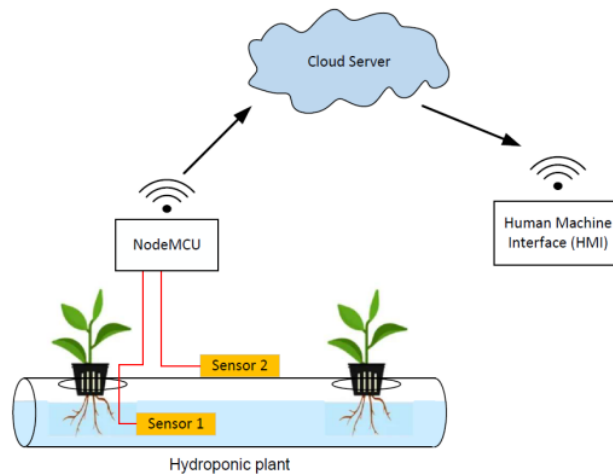 Cloud Server
NodeMCU
Human Machine
Interface (HMI)
Sensor 2
Sensor 1
Hydroponic plant